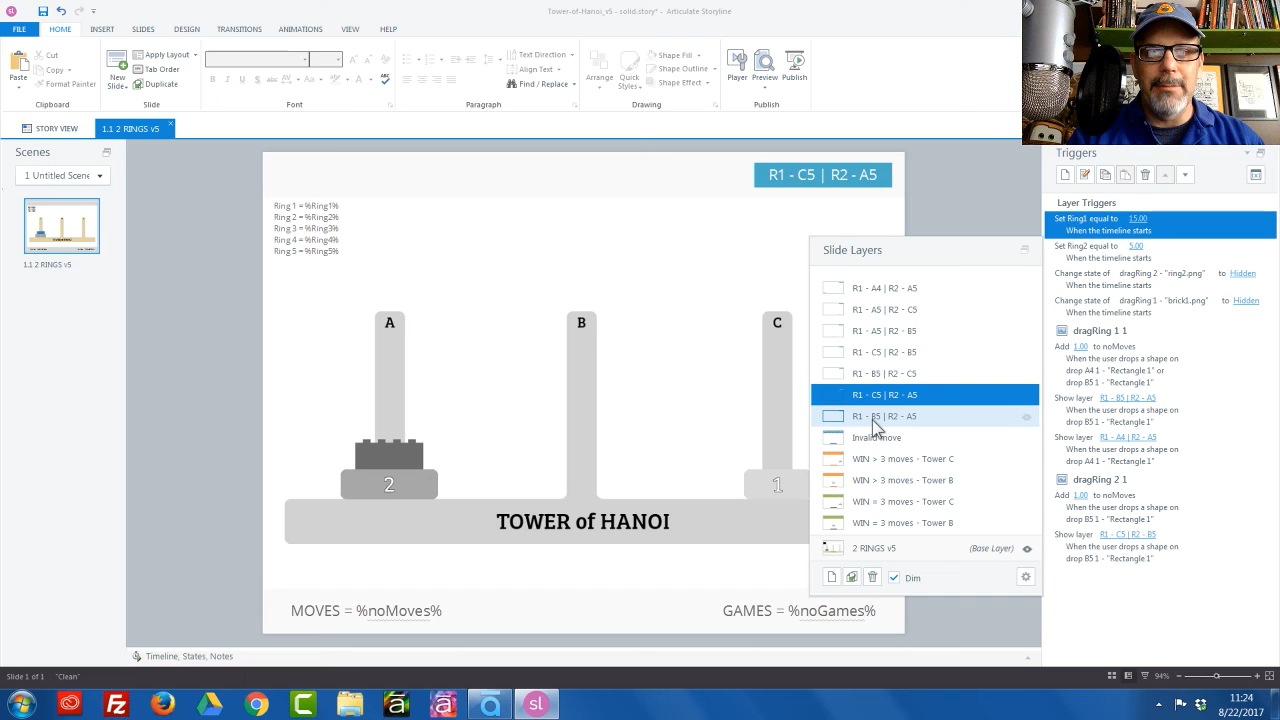 Tower-of-Hanoi_v5 - solid.story* - Articulate Storyline
FILE HOME INSERT SLIDES DESIGN TRANSITIONS ANIMATIONS VIEW HELP
Paste
Cut
Copy
Format Painter
Clipboard
New Slide
Apply Layout
Tab Order
Duplicate
Slide
B I U S abc AV Aa A
Font
Text Direction
Align Text
Find / Replace
Paragraph
Arrange
Quick Styles
Shape Fill
Shape Outline
Shape Effect
Drawing
Player
Preview
Publish
Publish
STORY VIEW
1.1 2 RINGS v5
Scenes
1 Untitled Scene
1.1 2 RINGS v5
R1 - C5 | R2 - A5
Ring 1 = %Ring1%
Ring 2 = %Ring2%
Ring 3 = %Ring3%
Ring 4 = %Ring4%
Ring 5 = %Ring5%
A
B
C
2
1
TOWER of HANOI
MOVES = %noMoves%
GAMES = %noGames%
Slide Layers
R1 - A4 | R2 - A5
R1 - A5 | R2 - C5
R1 - A5 | R2 - B5
R1 - C5 | R2 - B5
R1 - B5 | R2 - C5
R1 - C5 | R2 - A5
R1 - B5 | R2 - A5
Invalid move
WIN > 3 moves - Tower C
WIN > 3 moves - Tower B
WIN = 3 moves - Tower C
WIN = 3 moves - Tower B
2 RINGS v5 (Base Layer)
Dim
Triggers
Layer Triggers
Set Ring1 equal to 15.00
When the timeline starts
Set Ring2 equal to 5.00
When the timeline starts
Change state of dragRing 2 - "ring2.png" to Hidden
When the timeline starts
Change state of dragRing 1 - "brick1.png" to Hidden
When the timeline starts
dragRing 1 1
Add 1.00 to noMoves
When the user drops a shape on
drop A4 1 - "Rectangle 1" or
drop B5 1 - "Rectangle 1"
Show layer R1 - B5 | R2 - A5
When the user drops a shape on
drop B5 1 - "Rectangle 1"
Show layer R1 - A4 | R2 - A5
When the user drops a shape on
drop A4 1 - "Rectangle 1"
dragRing 2 1
Add 1.00 to noMoves
When the user drops a shape on
drop B5 1 - "Rectangle 1"
Show layer R1 - C5 | R2 - B5
When the user drops a shape on
drop B5 1 - "Rectangle 1"
Timeline, States, Notes
Slide 1 of 1 "Clean"
94%
11:24
8/22/2017